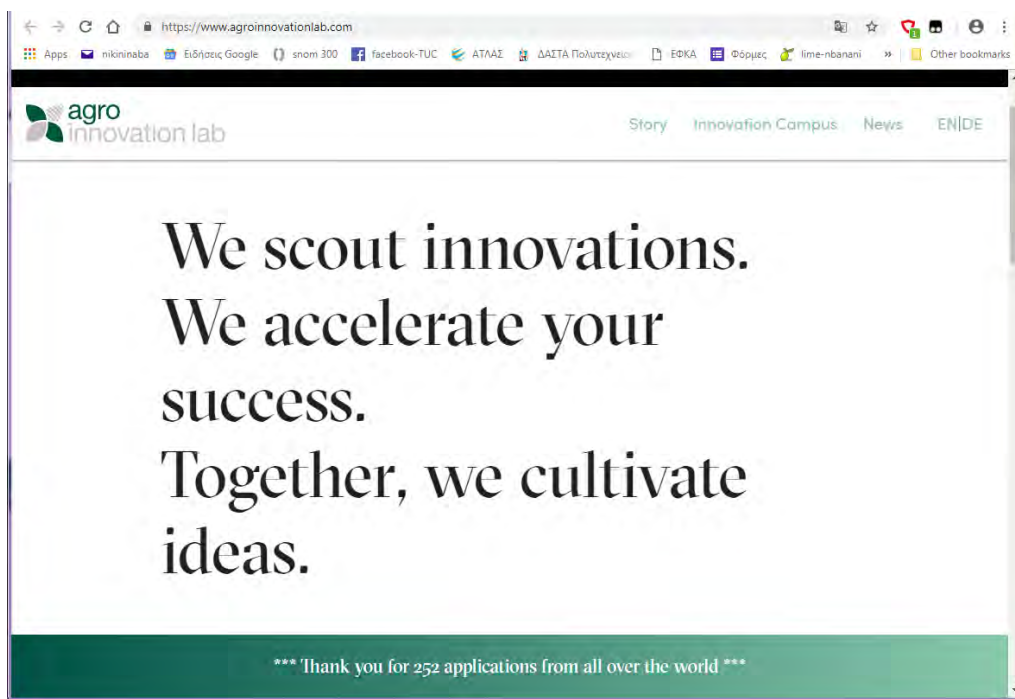 https://www.agroinnovationlab.com
Apps nikininaba Ειδήσεις Google snom 300 facebook-TUC ΑΤΛΑΣ ΔΑΣΤΑ Πολυτεχνείο ΕΦΚΑ Φόρμες lime-nbanani » Other bookmarks
agro
innovation lab
Story Innovation Campus News EN|DE
We scout innovations.
We accelerate your
success.
Together, we cultivate
ideas.
*** Thank you for 252 applications from all over the world ***